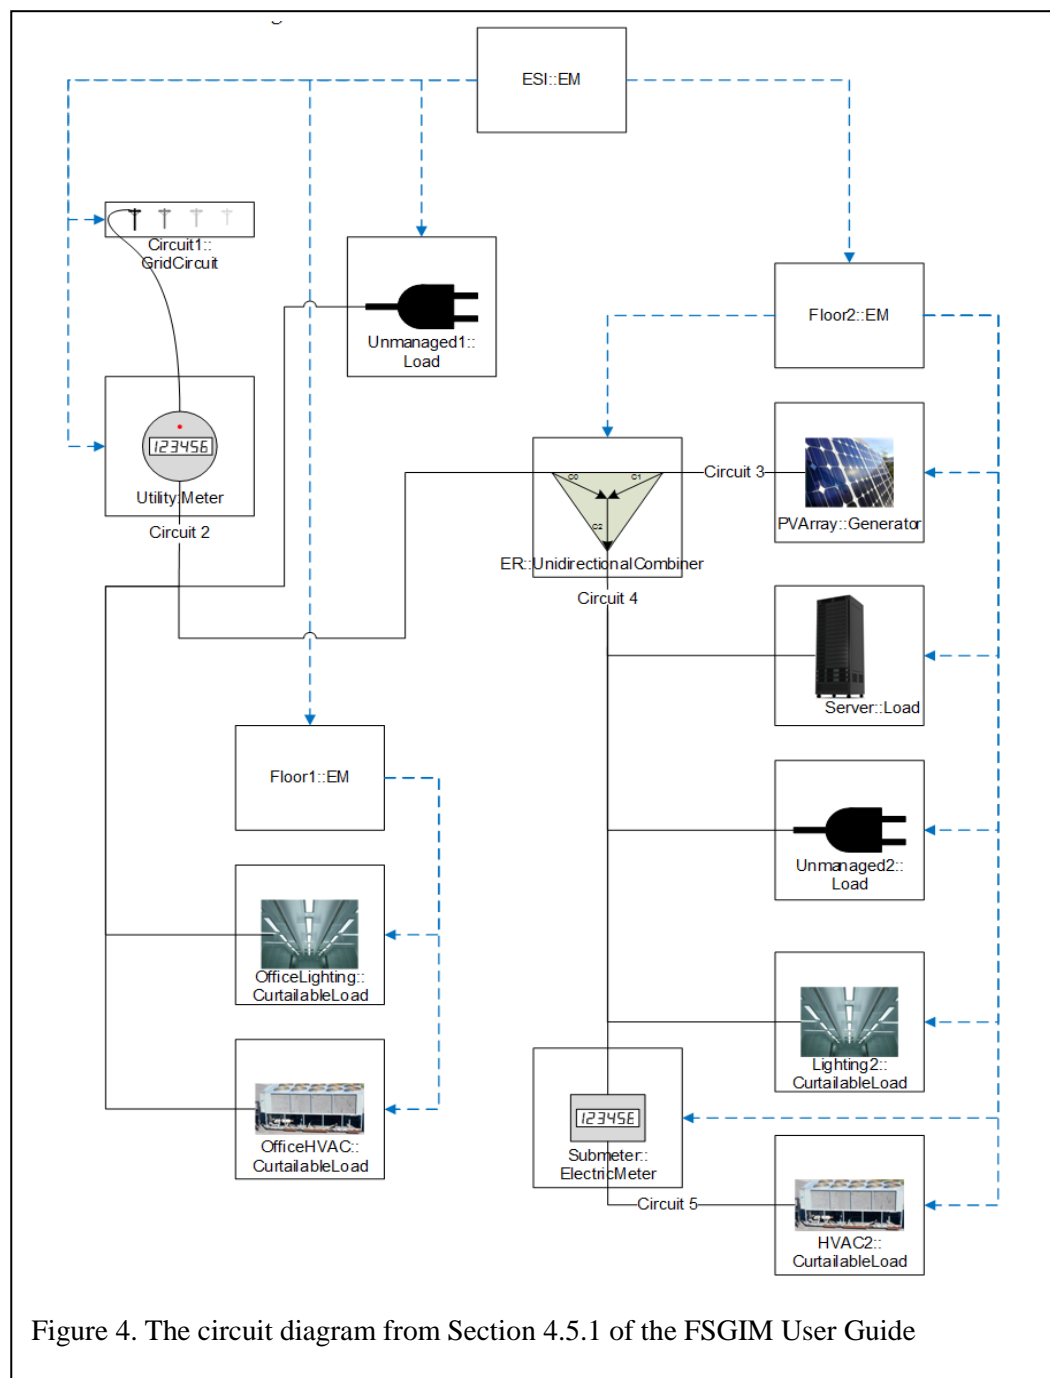 ESI::EM
Circuit1::
GridCircuit
Unmanaged1::
Load
Floor2::EM
123456
Utility:Meter
Circuit 2
C0
C1
C2
Circuit 3
PVArray::Generator
ER::UnidirectionalCombiner
Circuit 4
Server::Load
Floor1::EM
Unmanaged2::
Load
OfficeLighting::
CurtailableLoad
Lighting2::
CurtailableLoad
OfficeHVAC::
CurtailableLoad
123456
Submeter::
ElectricMeter
Circuit 5
HVAC2::
CurtailableLoad
Figure 4. The circuit diagram from Section 4.5.1 of the FSGIM User Guide